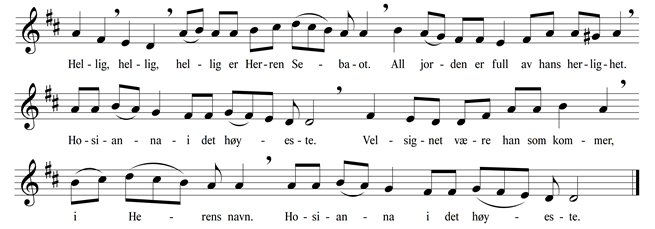 Hel - lig, hel - lig, hel - lig er Her - ren Se - ba - ot. All jor - den er full av hans her - lig - het.
Ho - si - an - na - i det høy - es - te. Vel - sig - net væ - re han som kom - mer,
i He - rens navn. Ho - si - an - na i det høy - es - te.